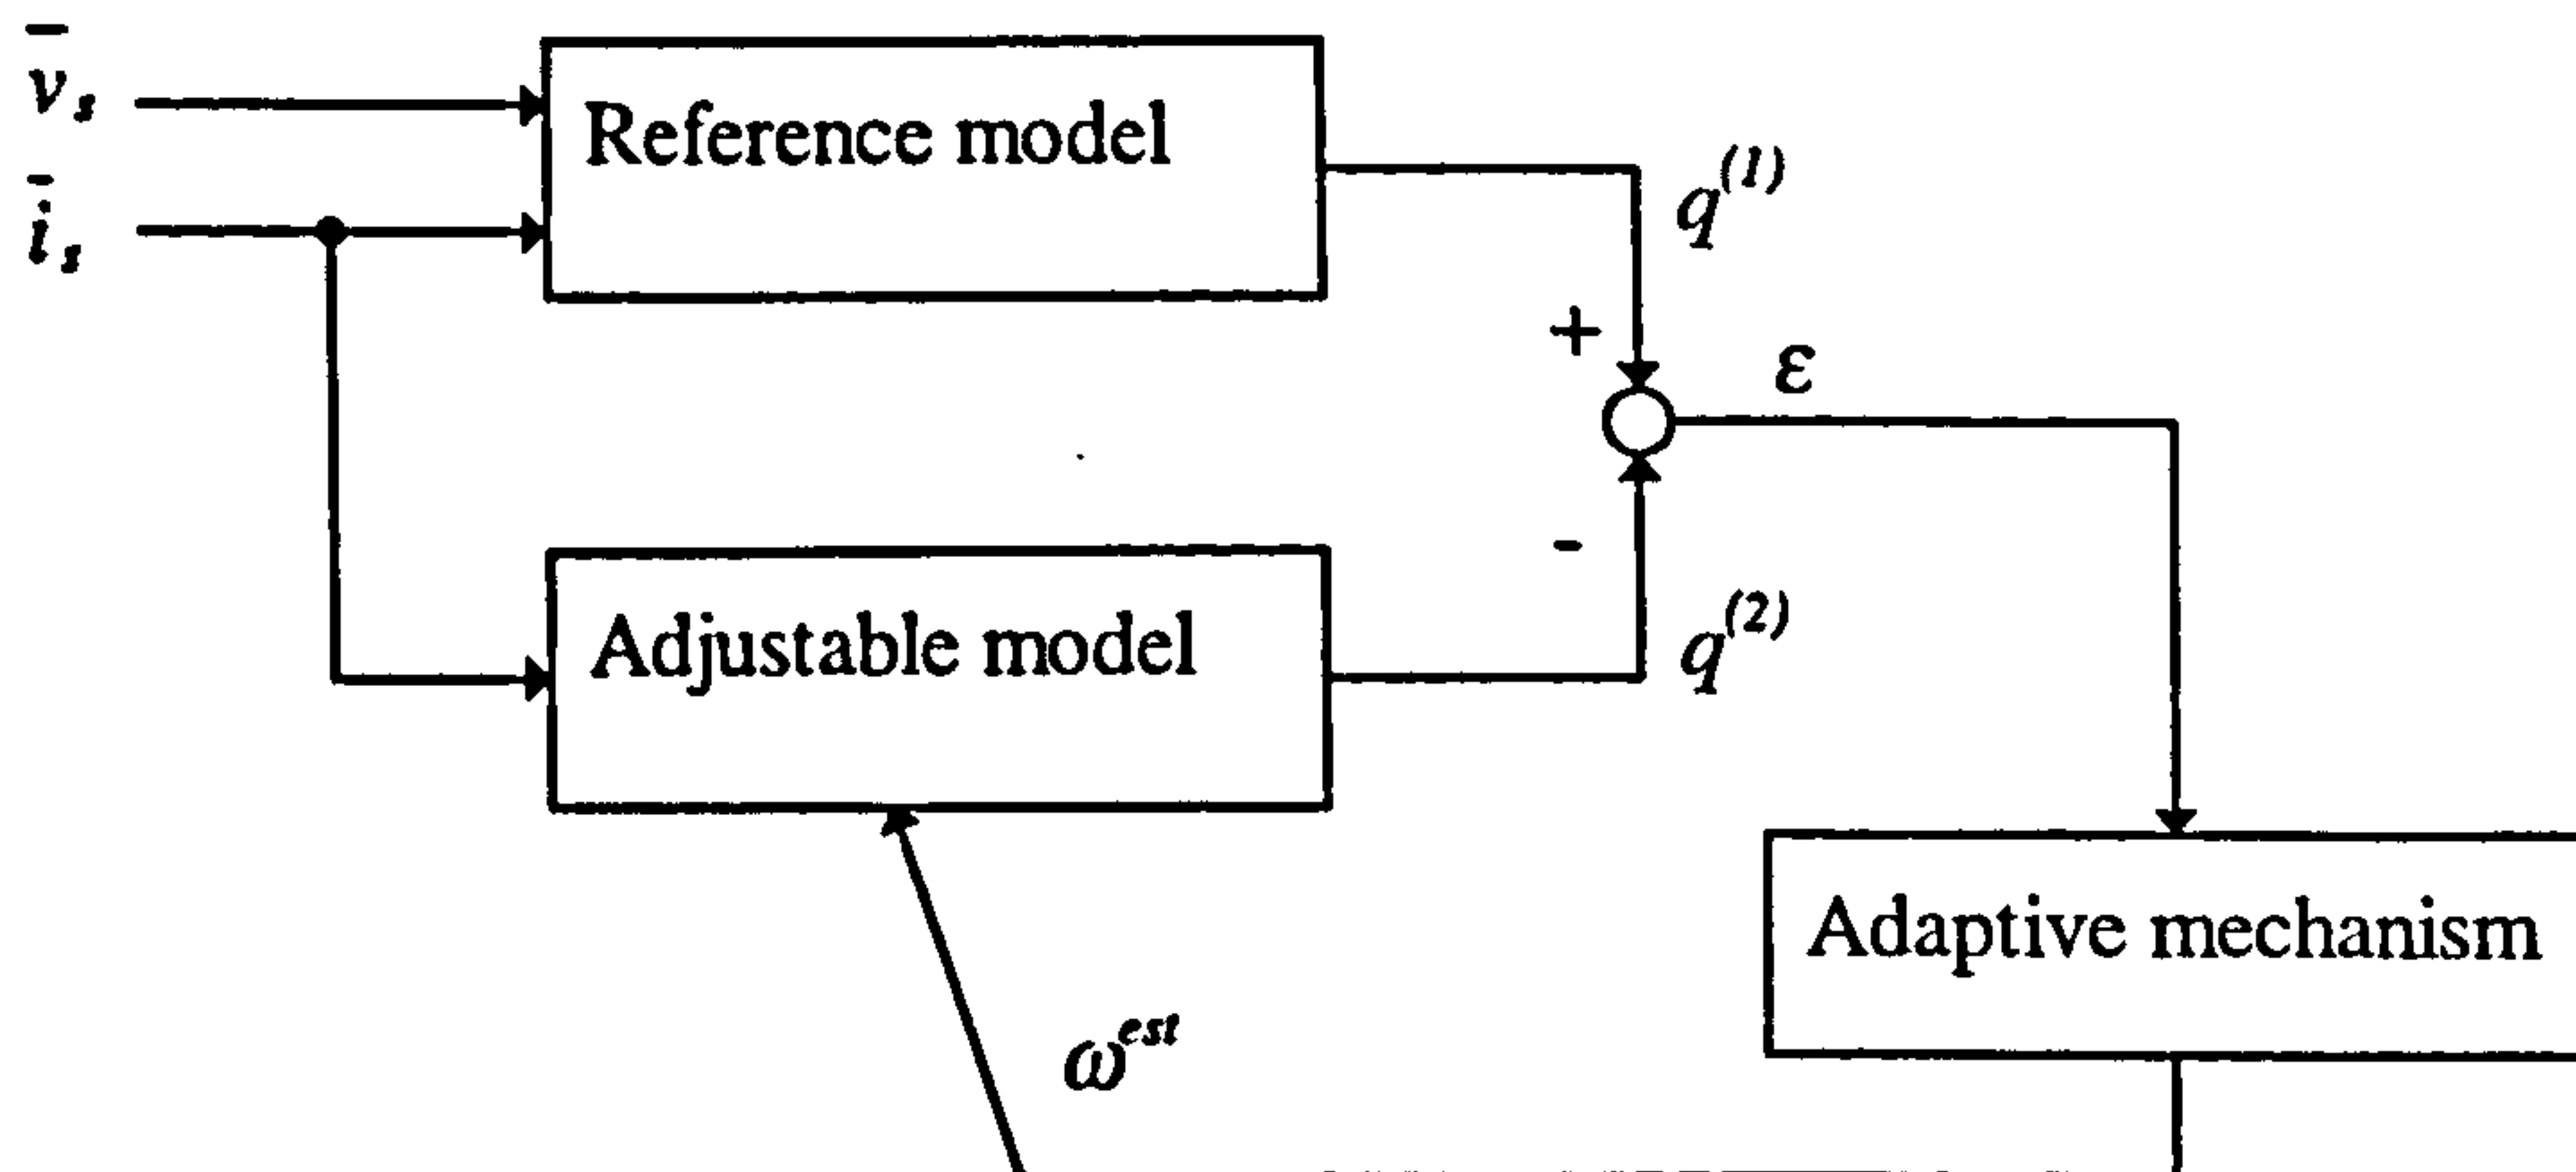 v̄s
Reference model
īs
q(1)
+
ε
-
Adjustable model
q(2)
Adaptive mechanism
ωest